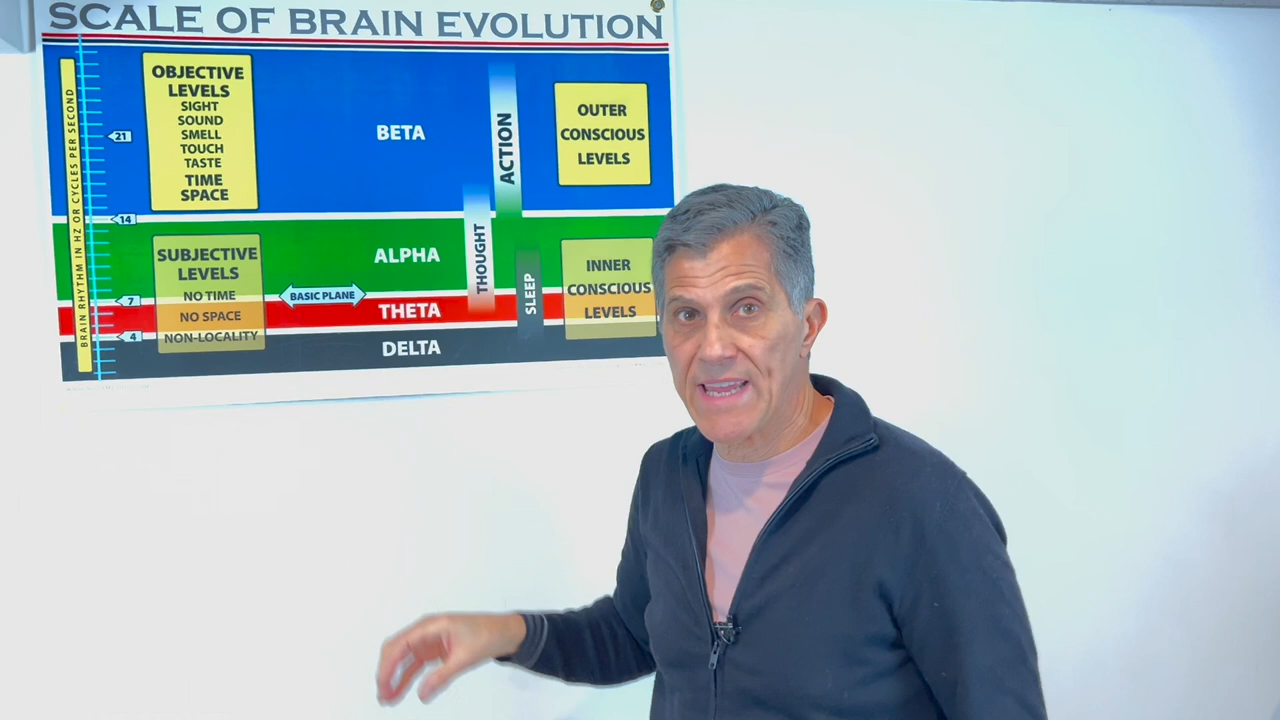 SCALE OF BRAIN EVOLUTION
BRAIN RHYTHM IN HZ OR CYCLES PER SECOND
OBJECTIVE
LEVELS
SIGHT
SOUND
SMELL
TOUCH
TASTE
TIME
SPACE
21
BETA
ACTION
OUTER
CONSCIOUS
LEVELS
14
SUBJECTIVE
LEVELS
NO TIME
NO SPACE
NON-LOCALITY
ALPHA
THOUGHT
SLEEP
INNER
CONSCIOUS
LEVELS
7
BASIC PLANE
THETA
4
DELTA